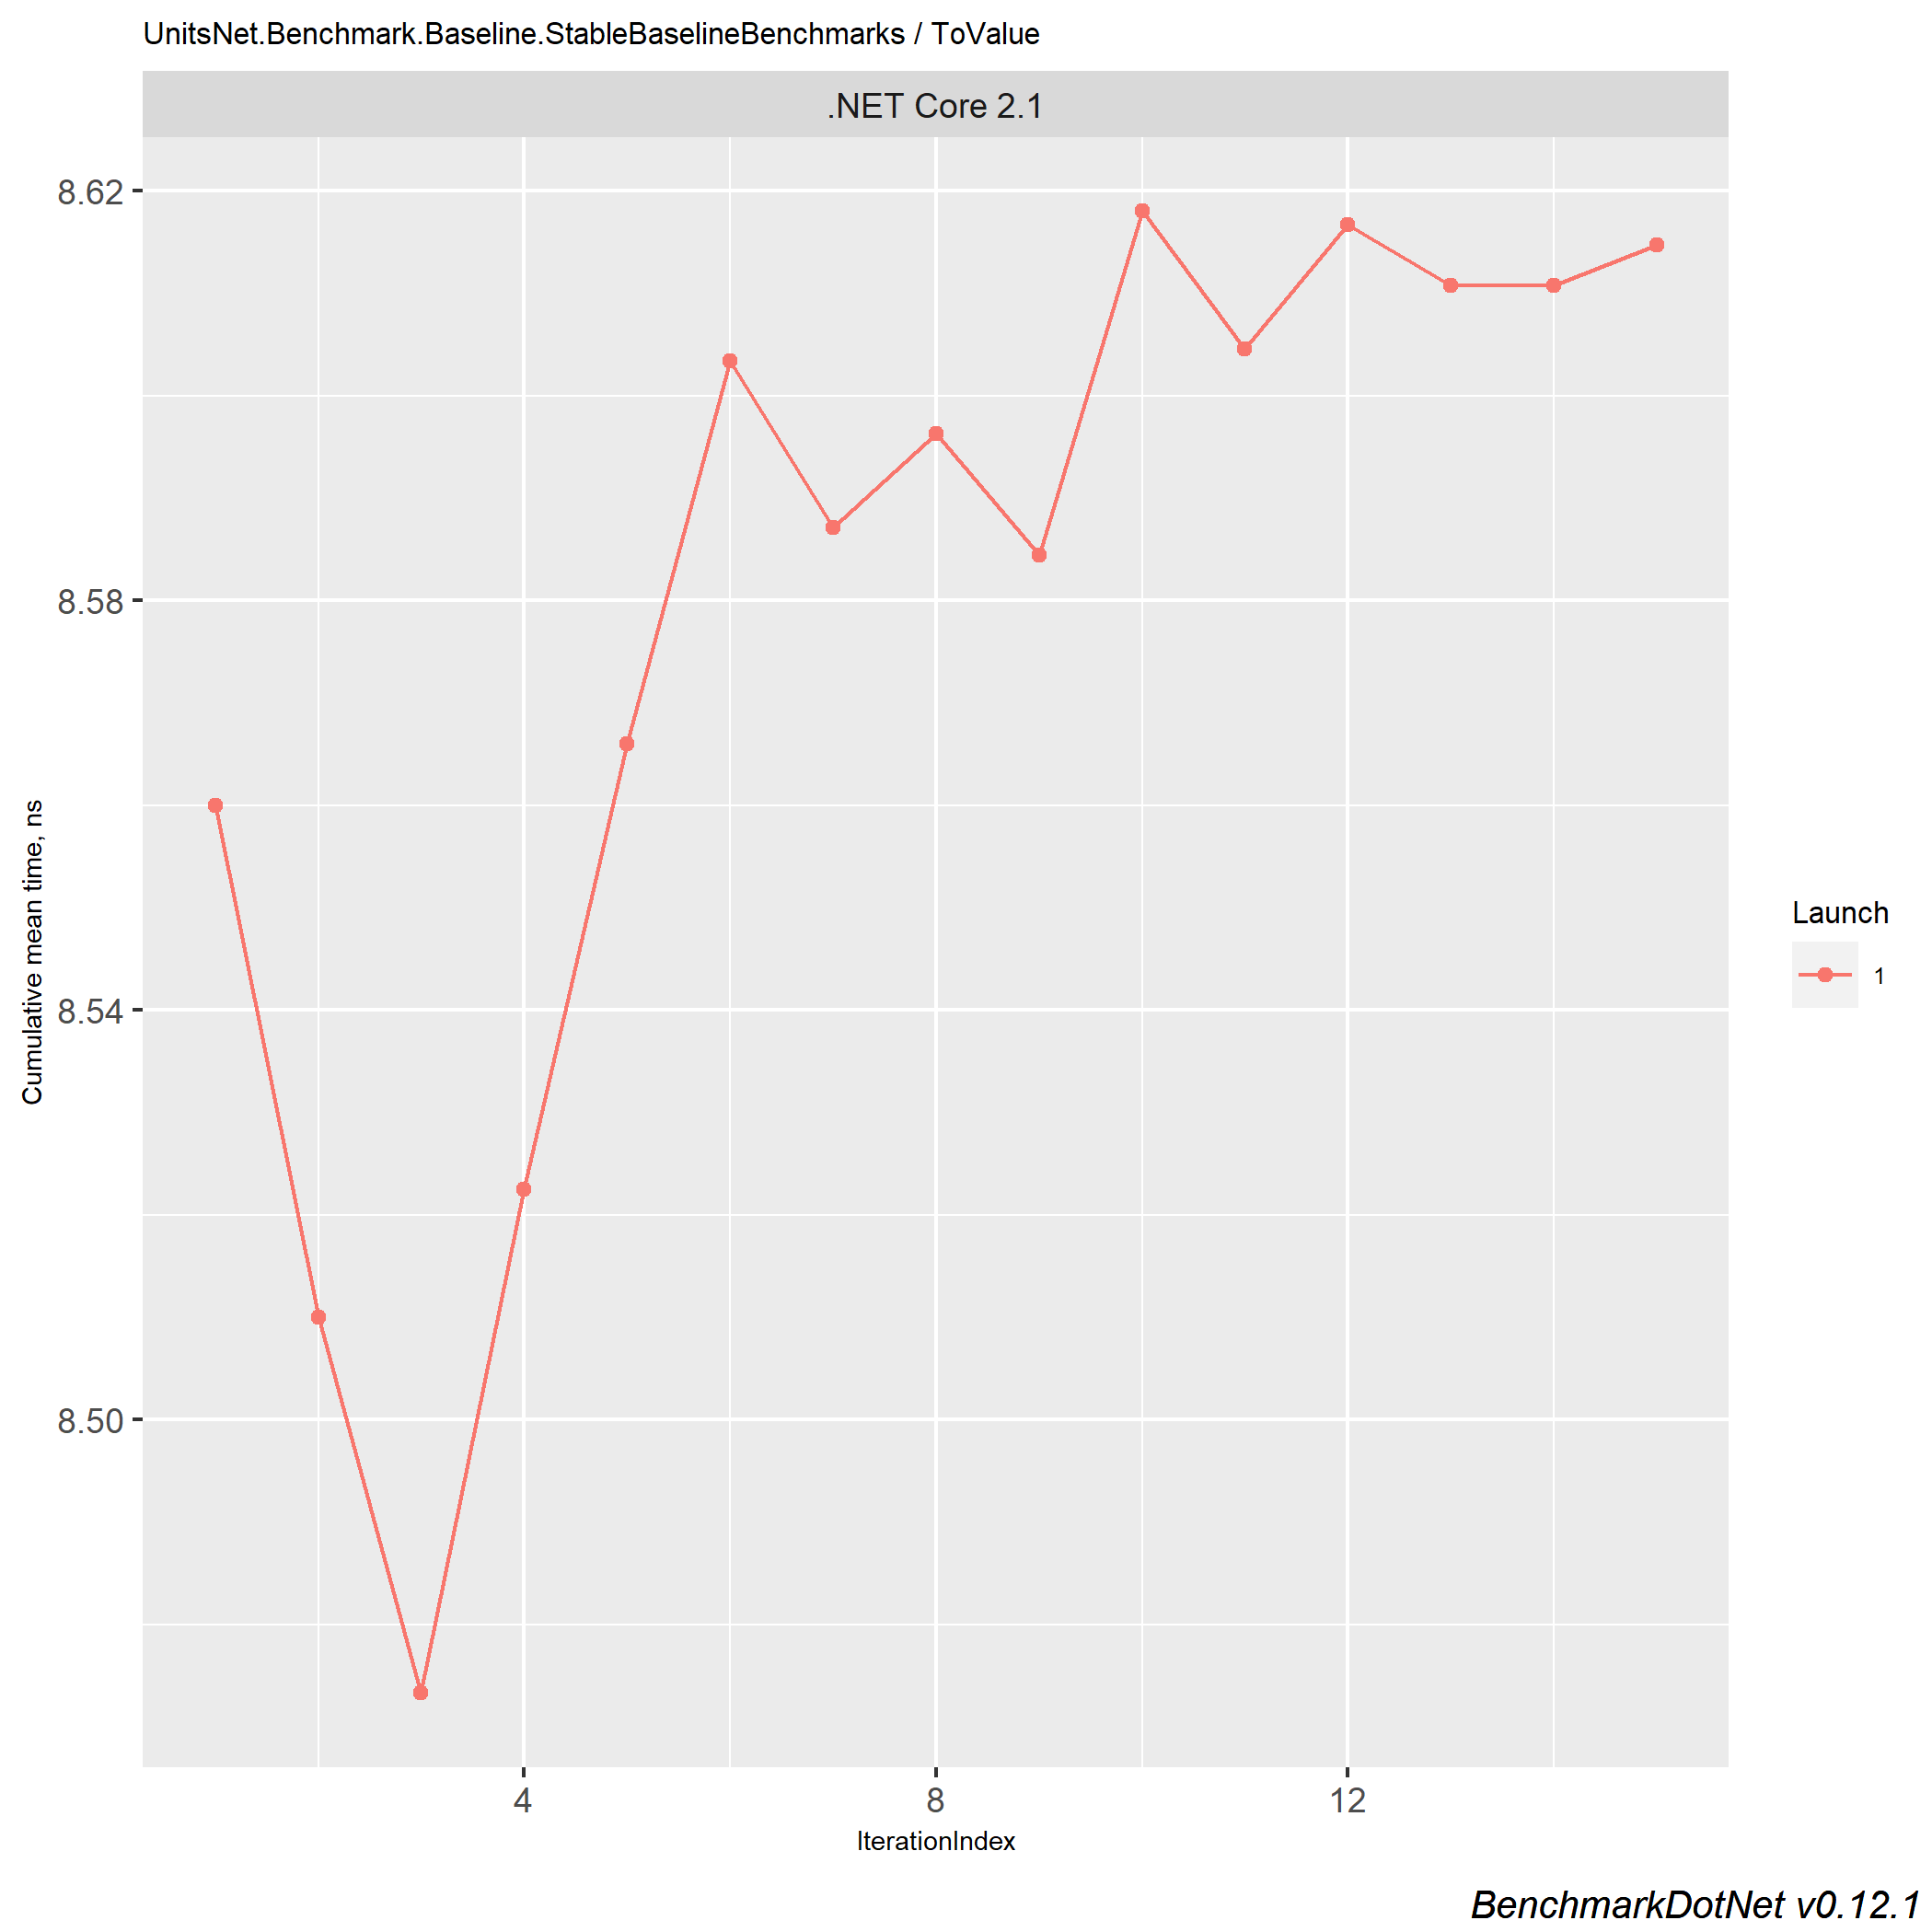 UnitsNet.Benchmark.Baseline.StableBaselineBenchmarks / ToValue
.NET Core 2.1
8.62
8.58
8.54
8.50
Cumulative mean time, ns
4 8 12
IterationIndex
Launch
1
BenchmarkDotNet v0.12.1